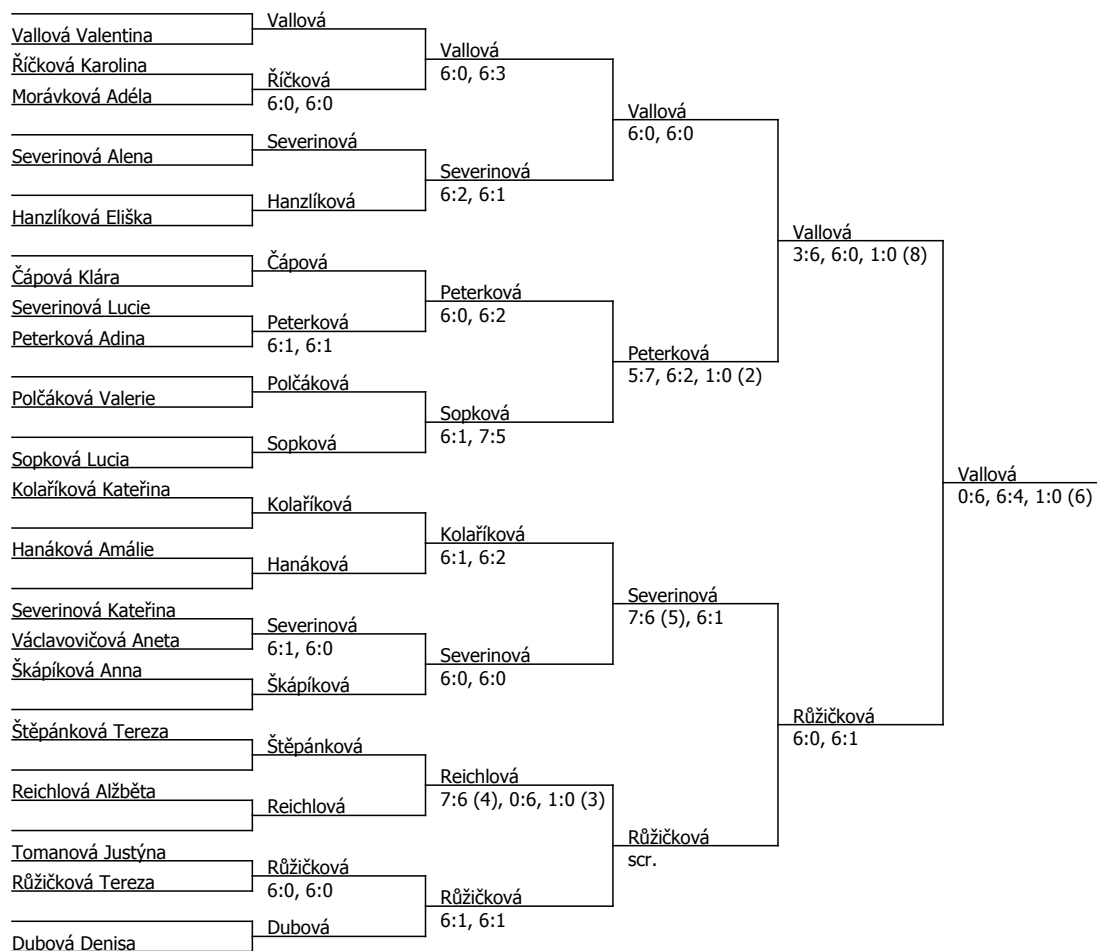 Vallová Valentina
Říčková Karolina
Morávková Adéla
Severinová Alena
Hanzlíková Eliška
Čápová Klára
Severinová Lucie
Peterková Adina
Polčáková Valerie
Sopková Lucia
Kolaříková Kateřina
Hanáková Amálie
Severinová Kateřina
Václavovičová Aneta
Škápíková Anna
Štěpánková Tereza
Reichlová Alžběta
Tomanová Justýna
Růžičková Tereza
Dubová Denisa
Vallová
Říčková
6:0, 6:0
Severinová
Hanzlíková
Čápová
Peterková
6:1, 6:1
Polčáková
Sopková
Kolaříková
Hanáková
Severinová
6:1, 6:0
Škápíková
Štěpánková
Reichlová
Růžičková
6:0, 6:0
Dubová
Vallová
6:0, 6:3
Severinová
6:2, 6:1
Peterková
6:0, 6:2
Sopková
6:1, 7:5
Kolaříková
6:1, 6:2
Severinová
6:0, 6:0
Reichlová
7:6 (4), 0:6, 1:0 (3)
Růžičková
6:1, 6:1
Vallová
6:0, 6:0
Peterková
5:7, 6:2, 1:0 (2)
Severinová
7:6 (5), 6:1
Růžičková
scr.
Vallová
3:6, 6:0, 1:0 (8)
Růžičková
6:0, 6:1
Vallová
0:6, 6:4, 1:0 (6)